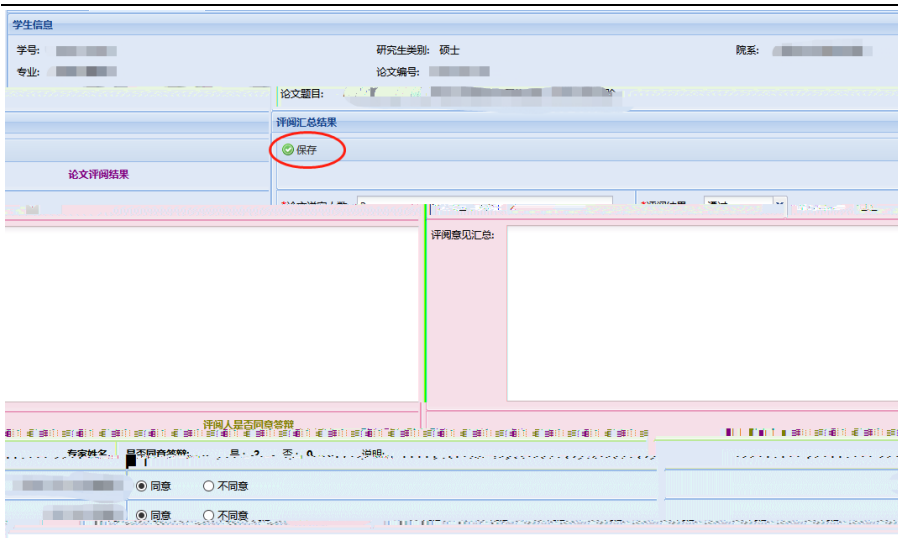 学生信息
学号: 研究生类别: 硕士 院系:
专业: 论文编号:
论文题目:
评阅汇总结果
保存
论文评阅结果
评阅意见汇总:
评阅人是否同意答辩
专家姓名 是否同意答辩: 是: 2, 否: 0, 说明:
同意 不同意
同意 不同意